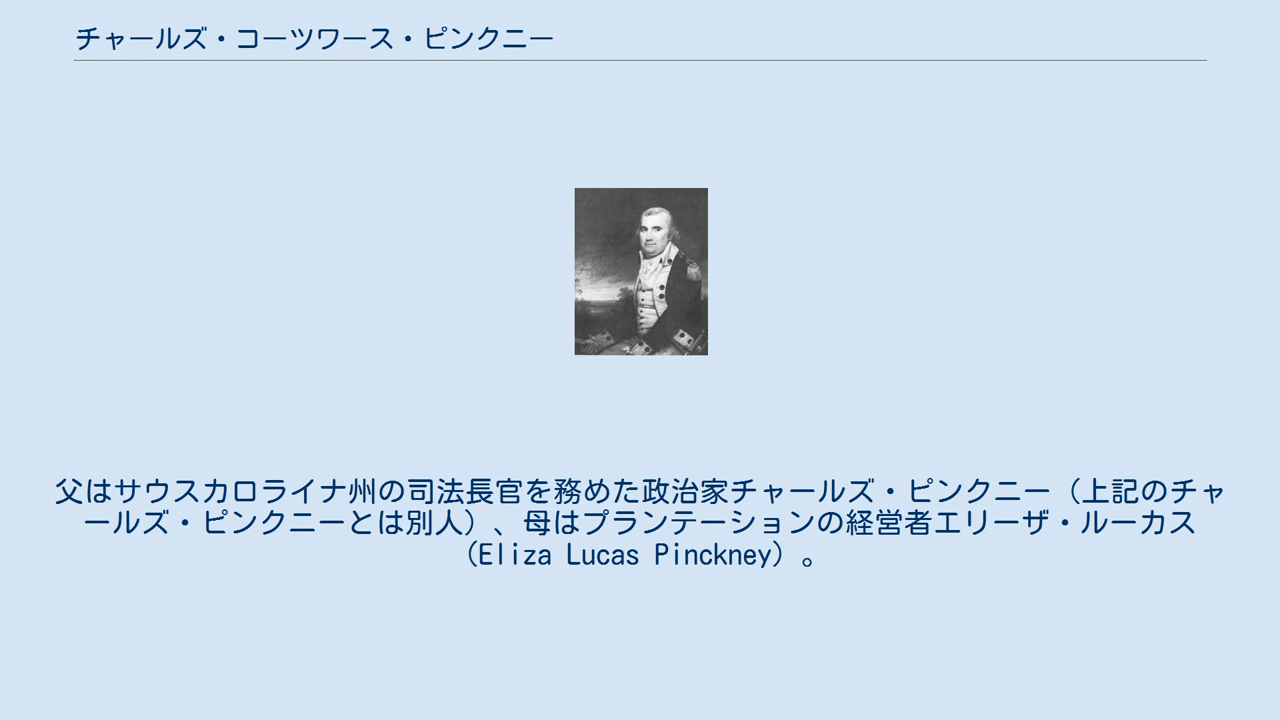 チャールズ・コーツワース・ピンクニー
父はサウスカロライナ州の司法長官を務めた政治家チャールズ・ピンクニー（上記のチャ
ールズ・ピンクニーとは別人）、母はプランテーションの経営者エリーザ・ルーカス
（Eliza Lucas Pinckney）。